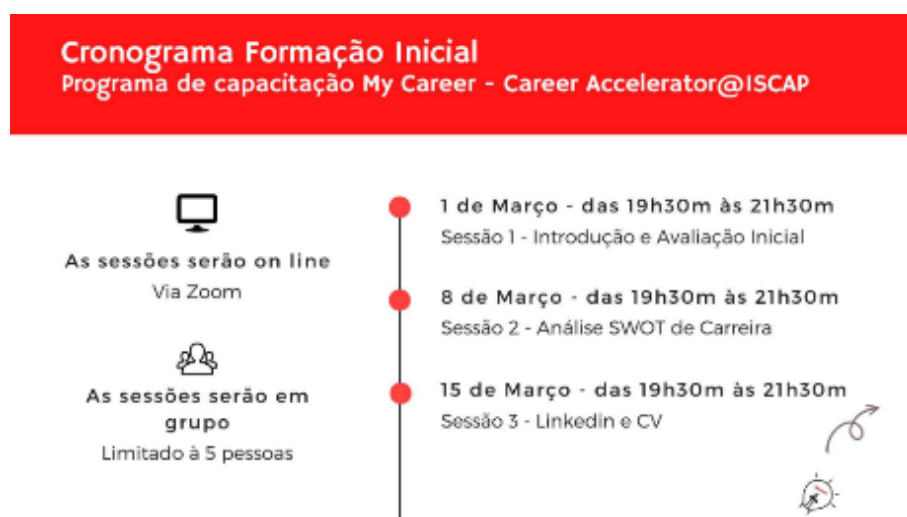 Cronograma Formação Inicial
Programa de capacitação My Career - Career Accelerator@ISCAP
As sessões serão on line
Via Zoom
As sessões serão em
grupo
Limitado à 5 pessoas
1 de Março - das 19h30m às 21h30m
Sessão 1 - Introdução e Avaliação Inicial
8 de Março - das 19h30m às 21h30m
Sessão 2 - Análise SWOT de Carreira
15 de Março - das 19h30m às 21h30m
Sessão 3 - Linkedin e CV